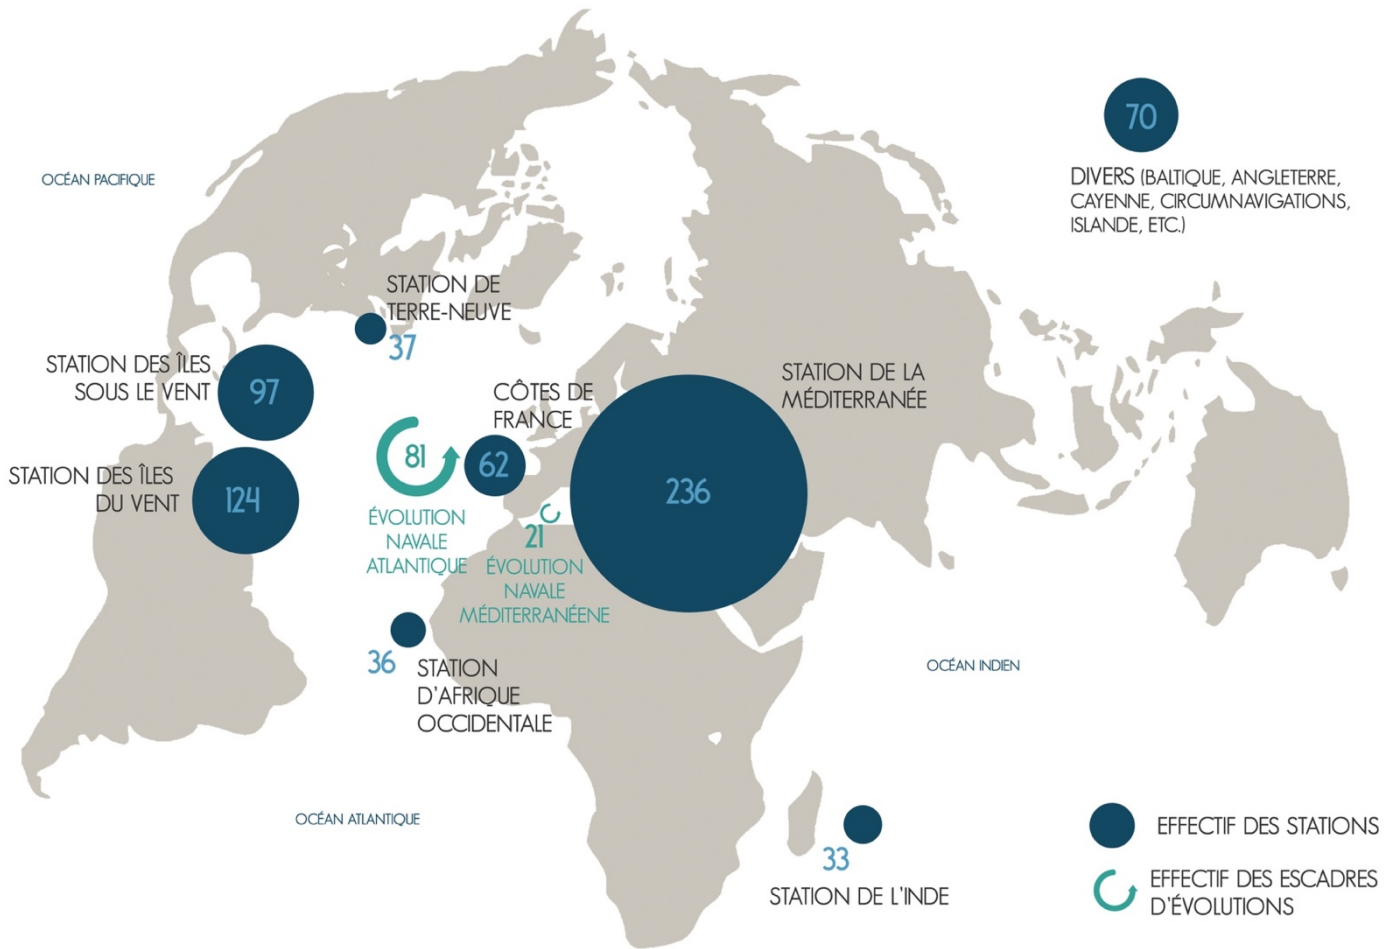 70
DIVERS (BALTIQUE, ANGLETERRE,
CAYENNE, CIRCUMNAVIGATIONS,
ISLANDE, ETC.)
OCÉAN PACIFIQUE
STATION DE
TERRE-NEUVE
37
STATION DES ÎLES
SOUS LE VENT
97
CÔTES DE
FRANCE
62
STATION DE LA
MÉDITERRANÉE
236
81
ÉVOLUTION
NAVALE
ATLANTIQUE
STATION DES ÎLES
DU VENT
124
21
ÉVOLUTION
NAVALE
MÉDITERRANÉENE
36
STATION
D'AFRIQUE
OCCIDENTALE
OCÉAN INDIEN
OCÉAN ATLANTIQUE
33
STATION DE L'INDE
EFFECTIF DES STATIONS
EFFECTIF DES ESCADRES
D'ÉVOLUTIONS